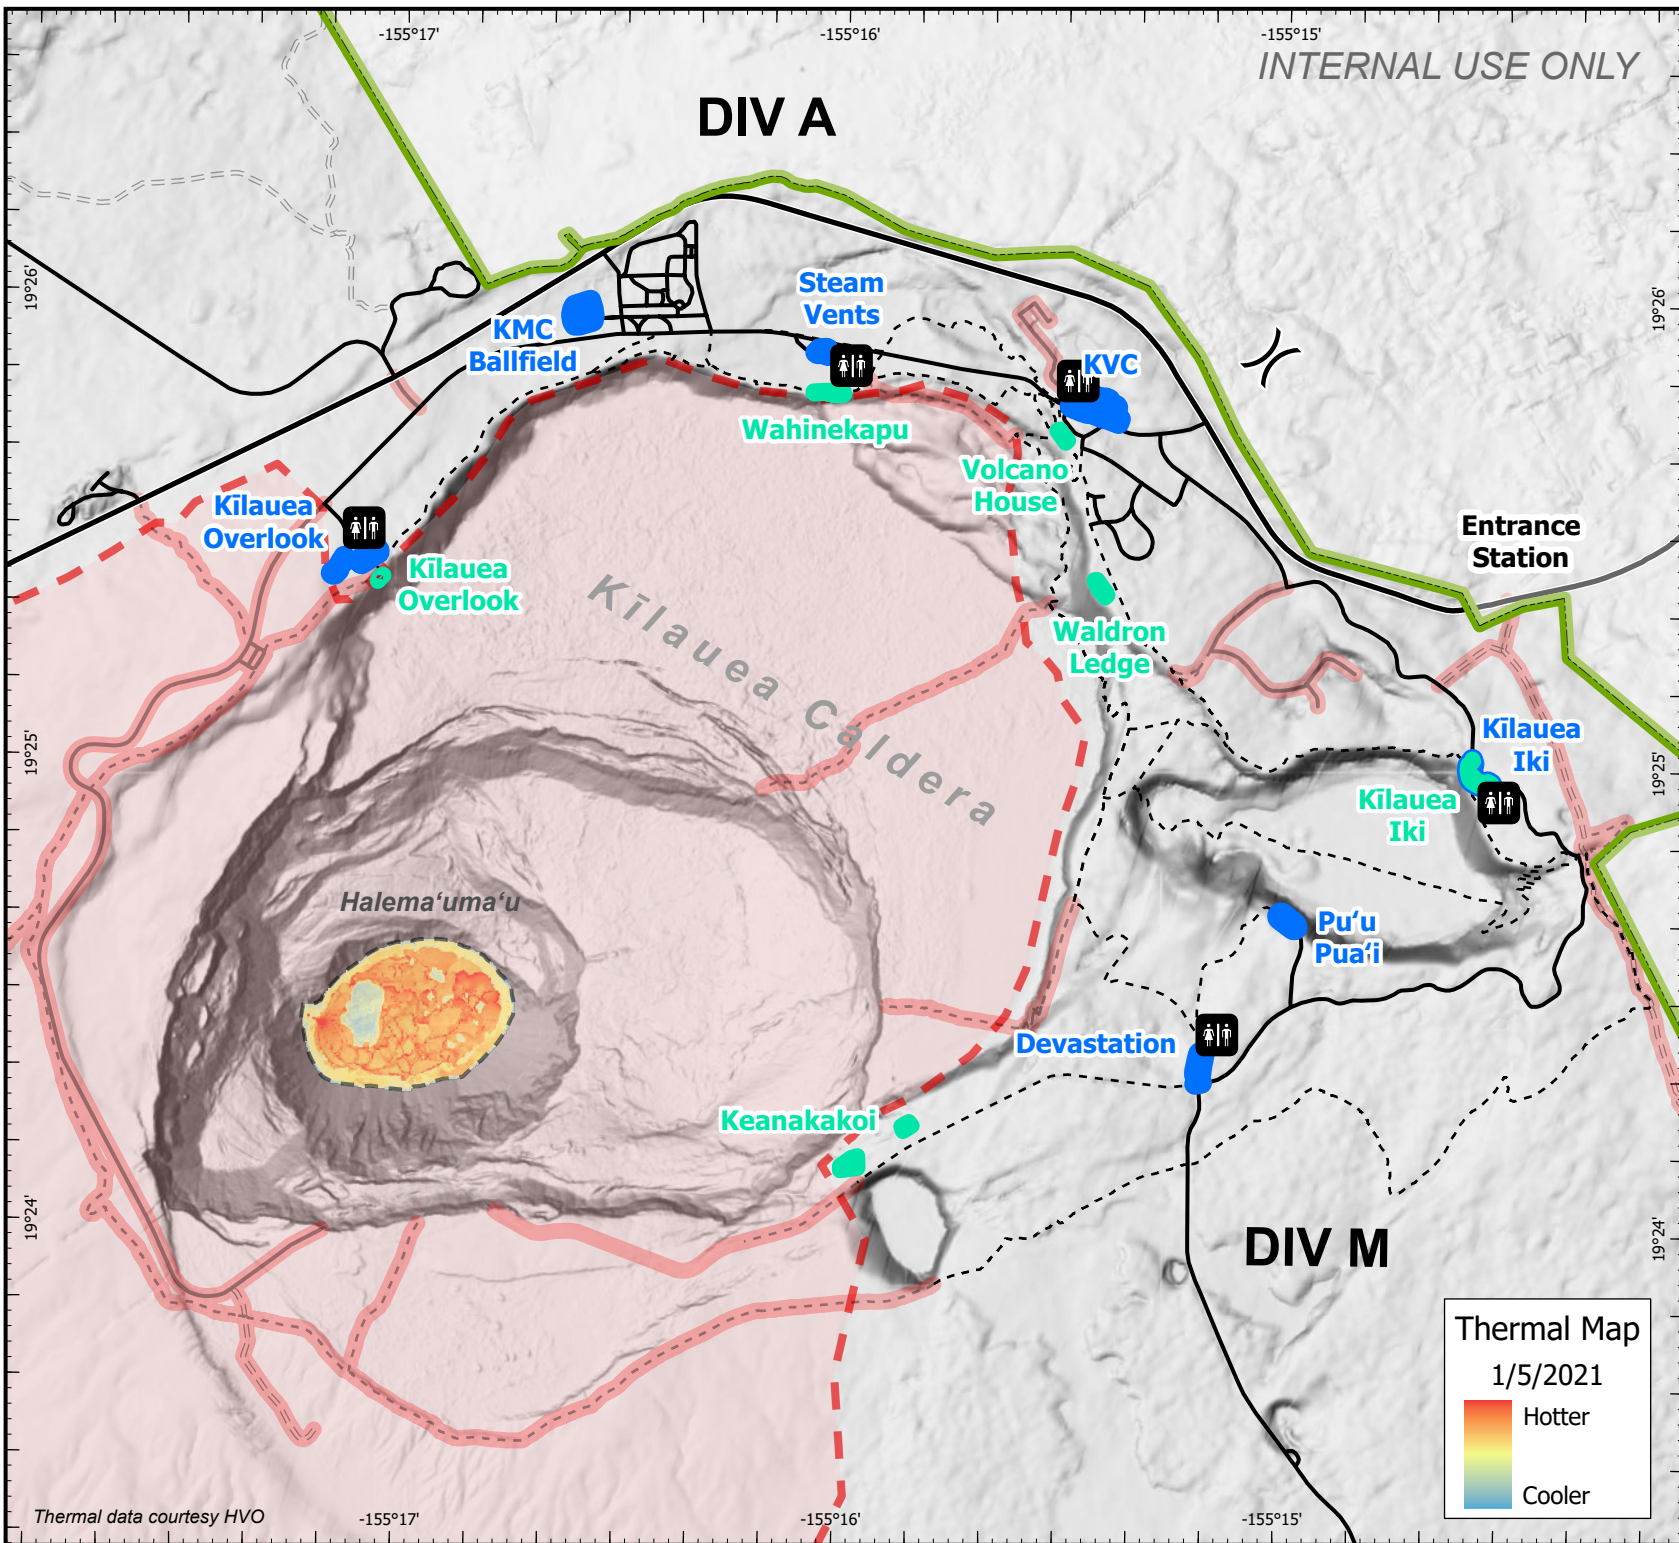 -155°17'
-155°16'
-155°15'
INTERNAL USE ONLY
DIV A
19°26'
19°26'
Steam
Vents
KMC
Ballfield
KVC
Wahinekapu
Volcano
House
Kīlauea
Overlook
Entrance
Station
Kīlauea
Overlook
Kīlauea Caldera
Waldron
Ledge
19°25'
19°25'
Kīlauea
Iki
Kīlauea
Iki
Halemaʻumaʻu
Puʻu
Puaʻi
Devastation
Keanakakoi
19°24'
19°24'
DIV M
Thermal Map
1/5/2021
Hotter
Cooler
Thermal data courtesy HVO
-155°17'
-155°16'
-155°15'